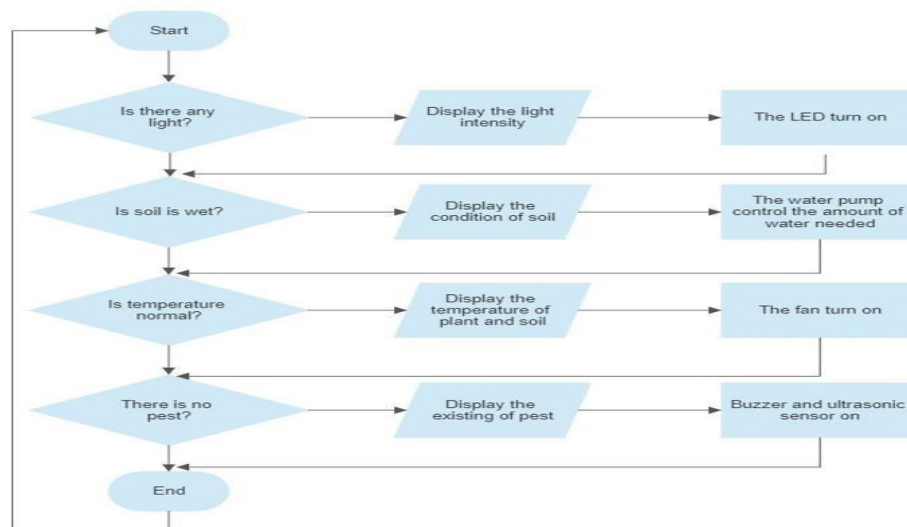 Start
Is there any
light?
Display the light
intensity
The LED turn on
Is soil is wet?
Display the
condition of soil
The water pump
control the amount of
water needed
Is temperature
normal?
Display the
temperature of
plant and soil
The fan turn on
There is no
pest?
Display the
existing of pest
Buzzer and ultrasonic
sensor on
End